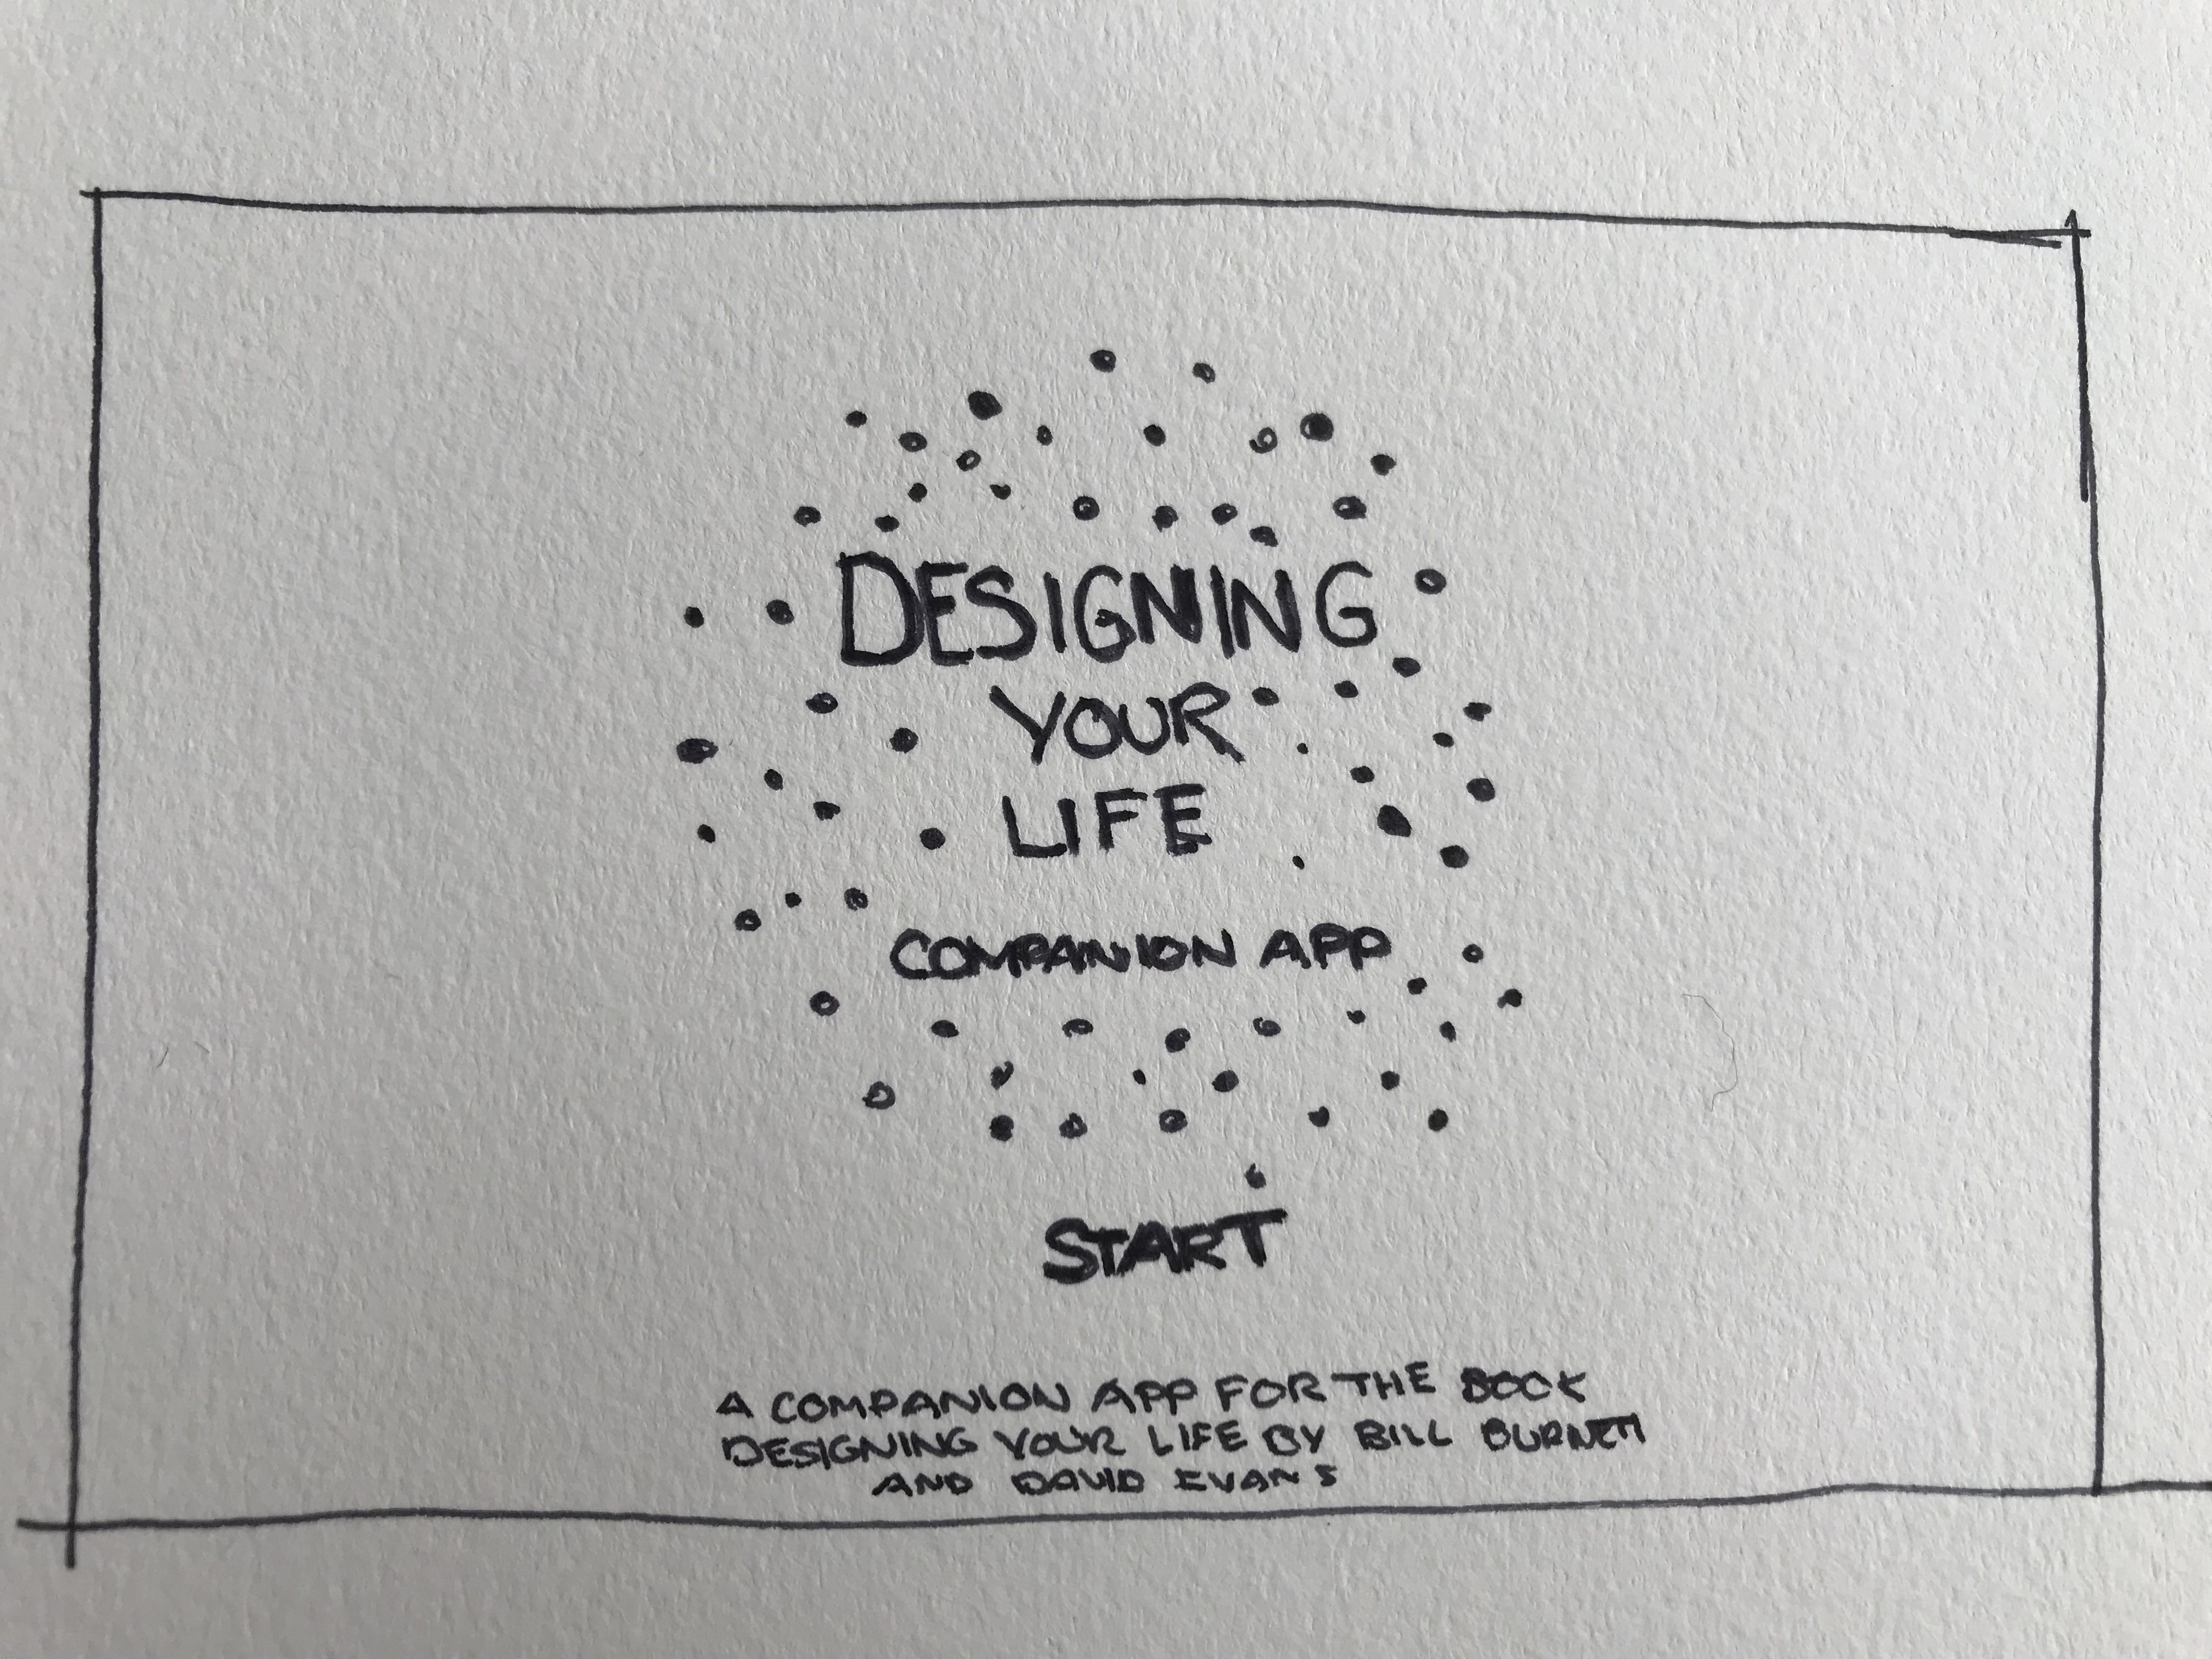 DESIGNING
YOUR
LIFE
COMPANION APP
START
A COMPANION APP FOR THE BOOK
DESIGNING YOUR LIFE BY BILL BURNETT
AND DAVID EVANS